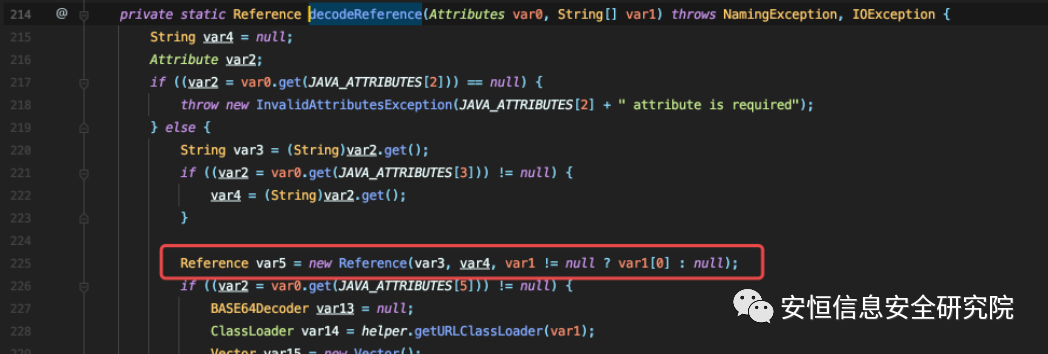 214 @ private static Reference decodeReference(Attributes var0, String[] var1) throws NamingException, IOException {
215 String var4 = null;
216 Attribute var2;
217 if ((var2 = var0.get(JAVA_ATTRIBUTES[2])) == null) {
218 throw new InvalidAttributesException(JAVA_ATTRIBUTES[2] + " attribute is required");
219 } else {
220 String var3 = (String)var2.get();
221 if ((var2 = var0.get(JAVA_ATTRIBUTES[3])) != null) {
222 var4 = (String)var2.get();
223 }
224
225 Reference var5 = new Reference(var3, var4, var1 != null ? var1[0] : null);
226 if ((var2 = var0.get(JAVA_ATTRIBUTES[5])) != null) {
227 BASE64Decoder var13 = null;
228 ClassLoader var14 = helper.getURLClassLoader(var1);
229 Vector var15 = new Vector();
安恒信息安全研究院